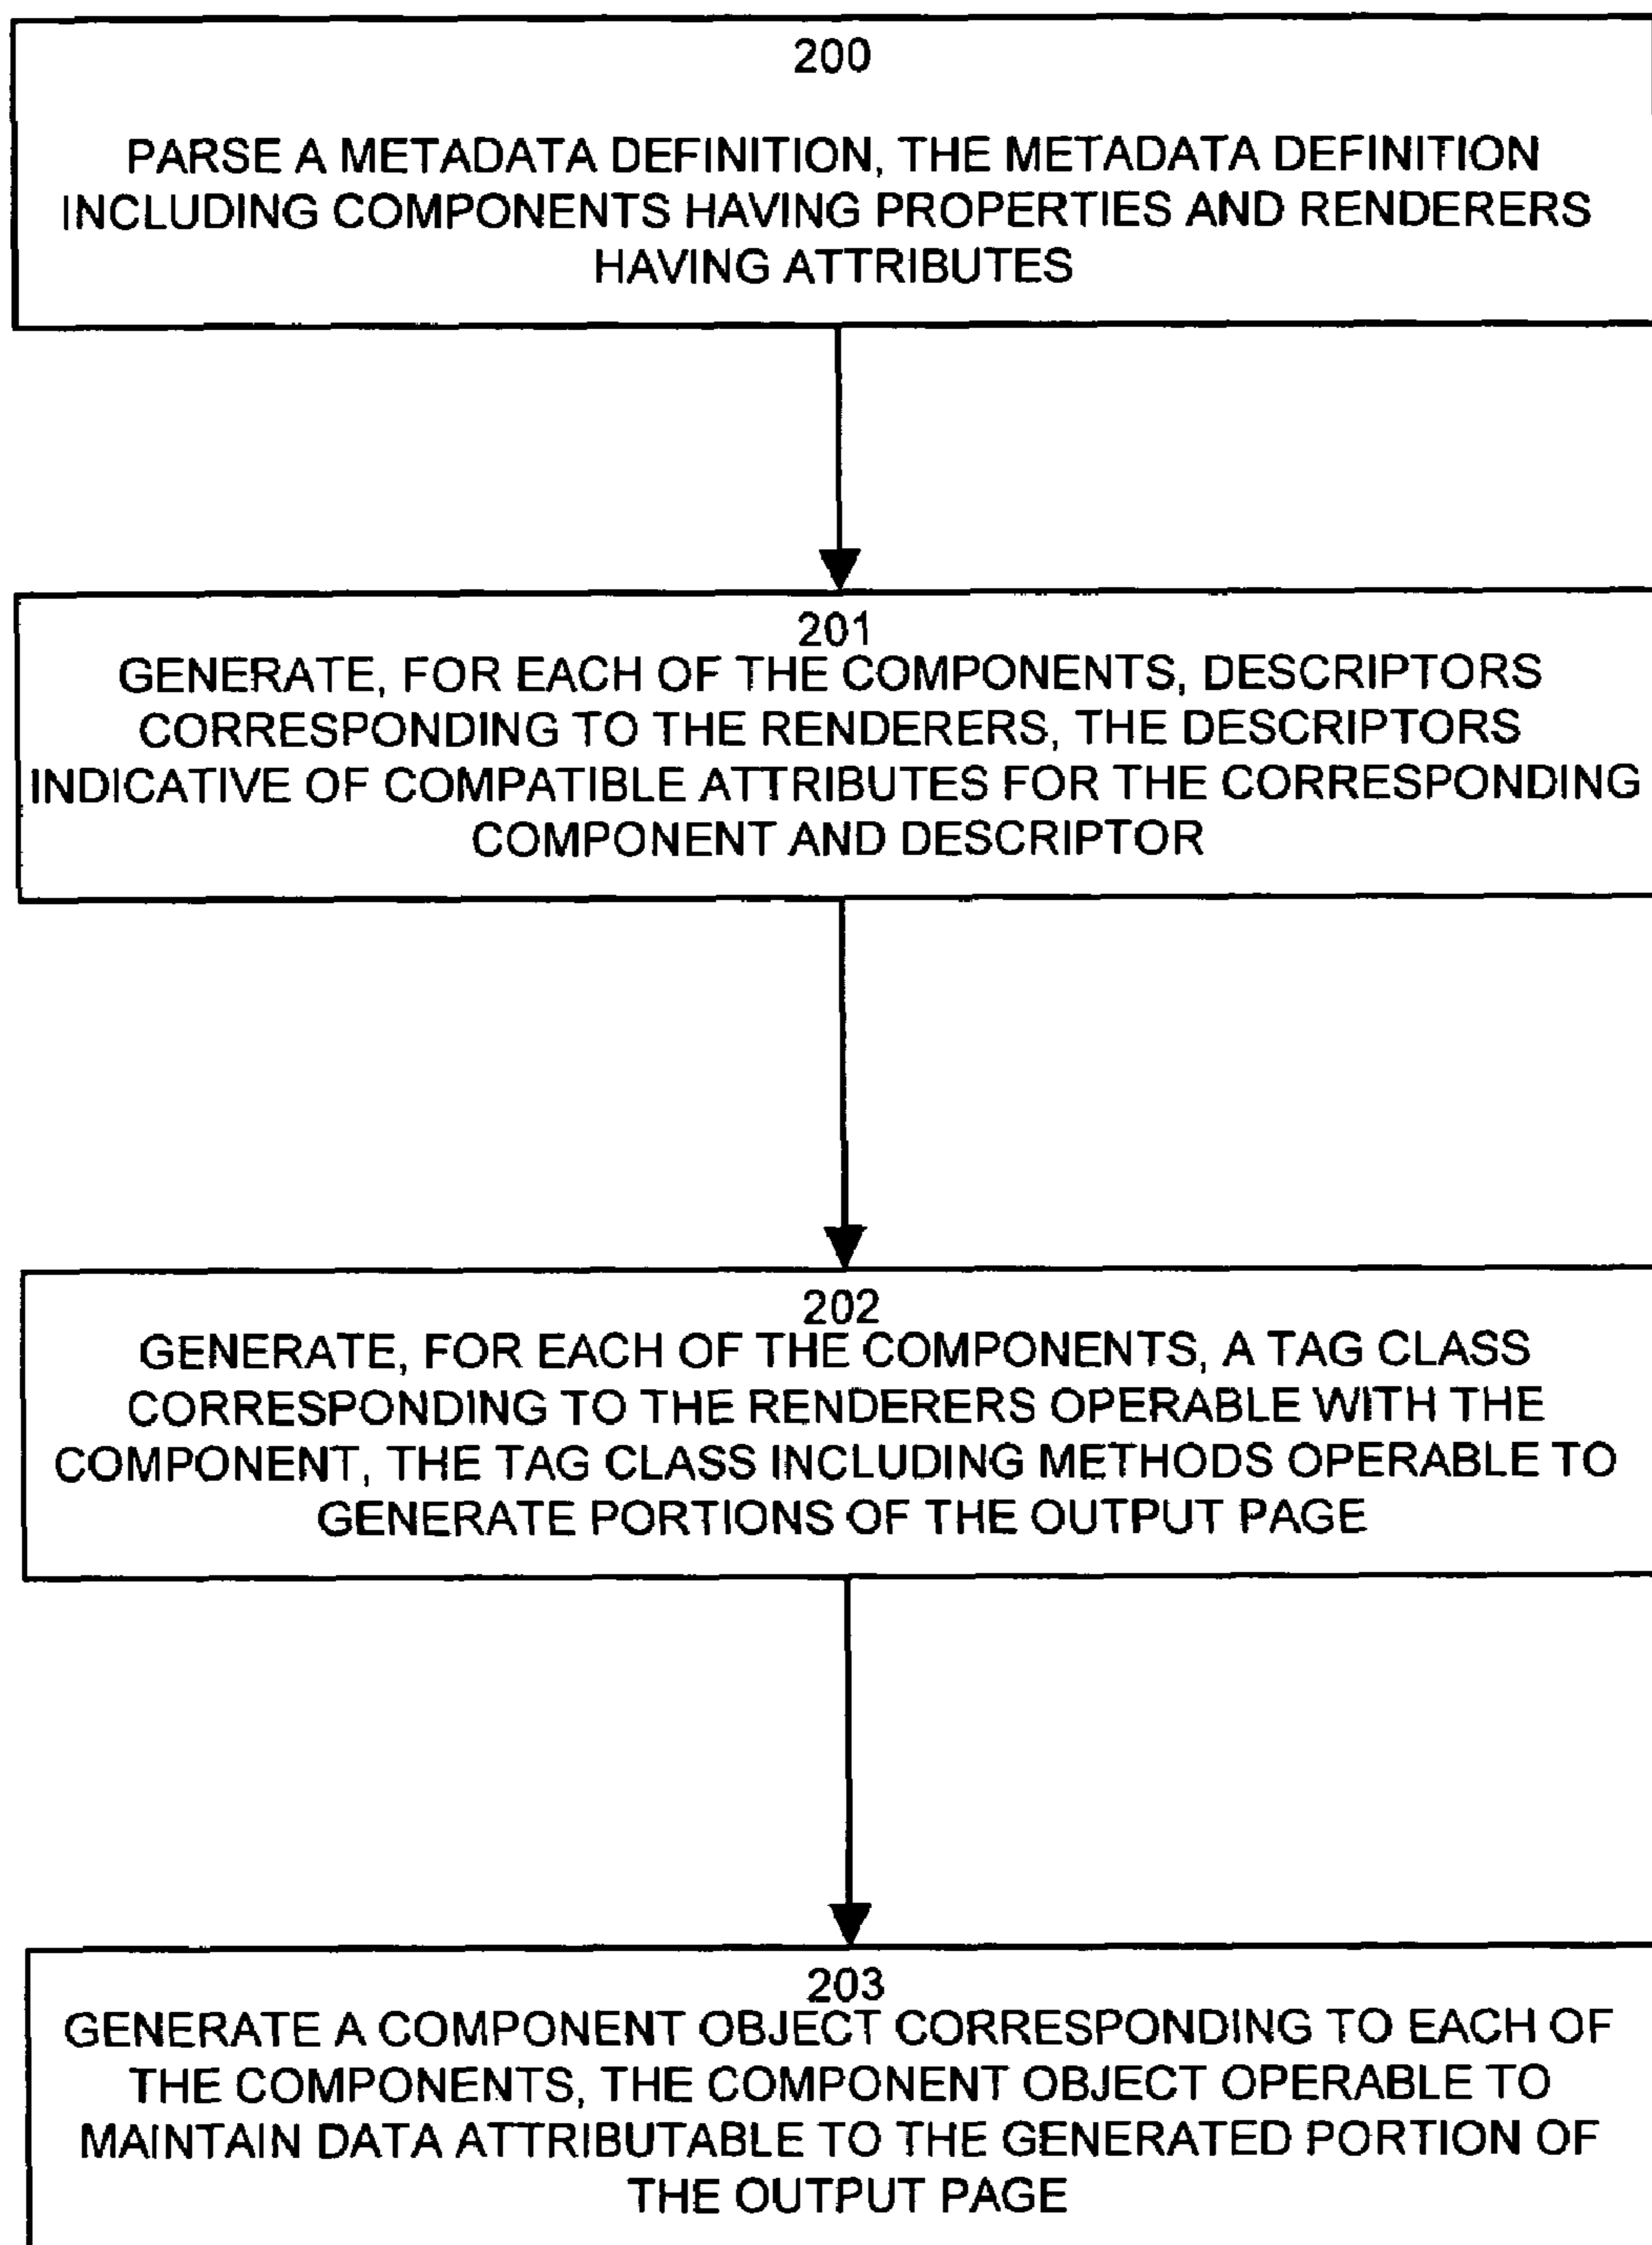 200
PARSE A METADATA DEFINITION, THE METADATA DEFINITION
INCLUDING COMPONENTS HAVING PROPERTIES AND RENDERERS
HAVING ATTRIBUTES
201
GENERATE, FOR EACH OF THE COMPONENTS, DESCRIPTORS
CORRESPONDING TO THE RENDERERS, THE DESCRIPTORS
INDICATIVE OF COMPATIBLE ATTRIBUTES FOR THE CORRESPONDING
COMPONENT AND DESCRIPTOR
202
GENERATE, FOR EACH OF THE COMPONENTS, A TAG CLASS
CORRESPONDING TO THE RENDERERS OPERABLE WITH THE
COMPONENT, THE TAG CLASS INCLUDING METHODS OPERABLE TO
GENERATE PORTIONS OF THE OUTPUT PAGE
203
GENERATE A COMPONENT OBJECT CORRESPONDING TO EACH OF
THE COMPONENTS, THE COMPONENT OBJECT OPERABLE TO
MAINTAIN DATA ATTRIBUTABLE TO THE GENERATED PORTION OF
THE OUTPUT PAGE